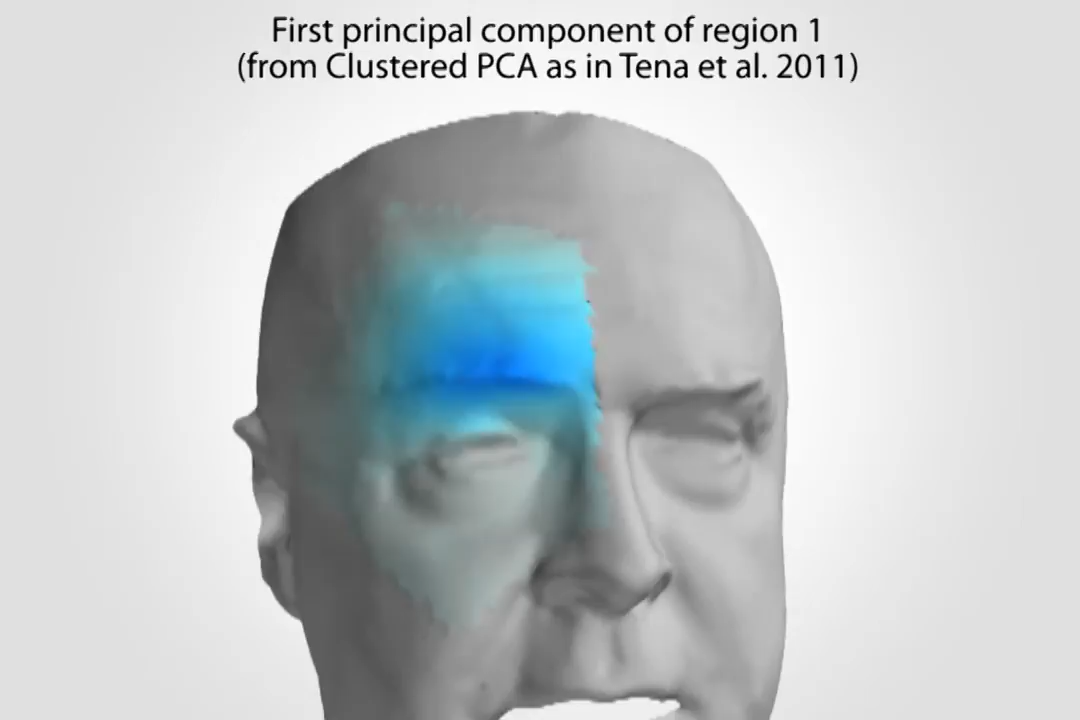 First principal component of region 1
(from Clustered PCA as in Tena et al. 2011)